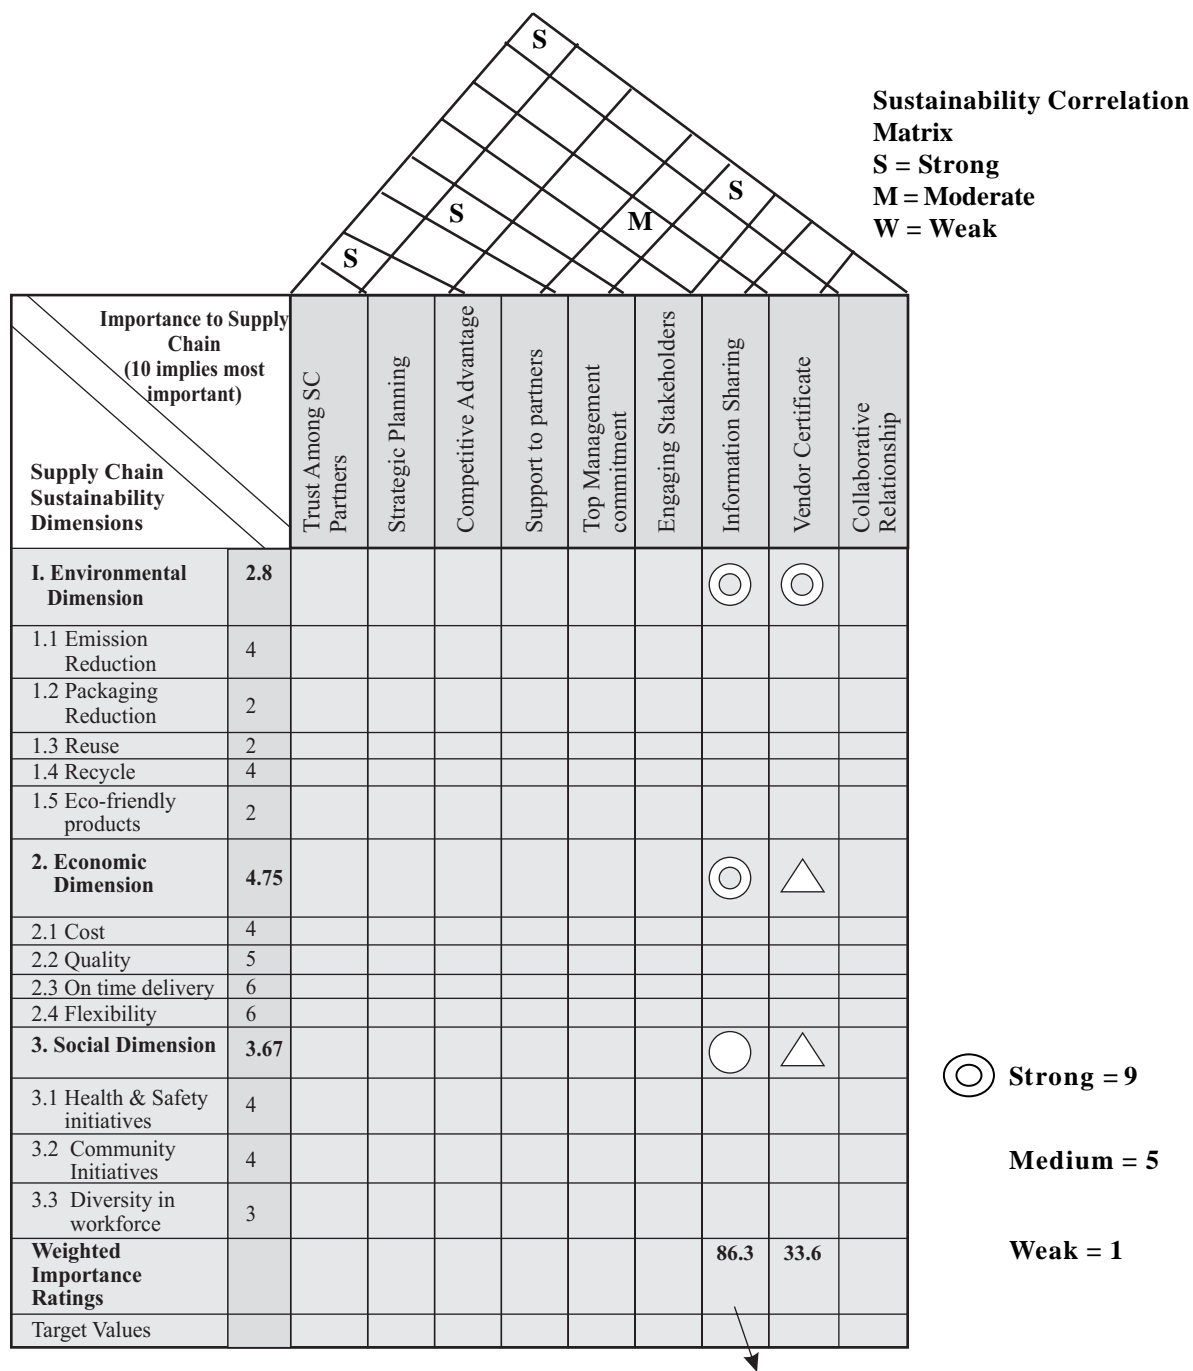 S
S
S
M
S
Sustainability Correlation
Matrix
S = Strong
M = Moderate
W = Weak
Importance to Supply
Chain
(10 implies most
important)
Supply Chain
Sustainability
Dimensions
Trust Among SC
Partners
Strategic Planning
Competitive Advantage
Support to partners
Top Management
commitment
Engaging Stakeholders
Information Sharing
Vendor Certificate
Collaborative
Relationship
I. Environmental
Dimension
2.8
1.1 Emission
Reduction
4
1.2 Packaging
Reduction
2
1.3 Reuse
2
1.4 Recycle
4
1.5 Eco-friendly
products
2
2. Economic
Dimension
4.75
2.1 Cost
4
2.2 Quality
5
2.3 On time delivery
6
2.4 Flexibility
6
3. Social Dimension
3.67
3.1 Health & Safety
initiatives
4
3.2 Community
Initiatives
4
3.3 Diversity in
workforce
3
Weighted
Importance
Ratings
86.3
33.6
Target Values
Strong = 9
Medium = 5
Weak = 1